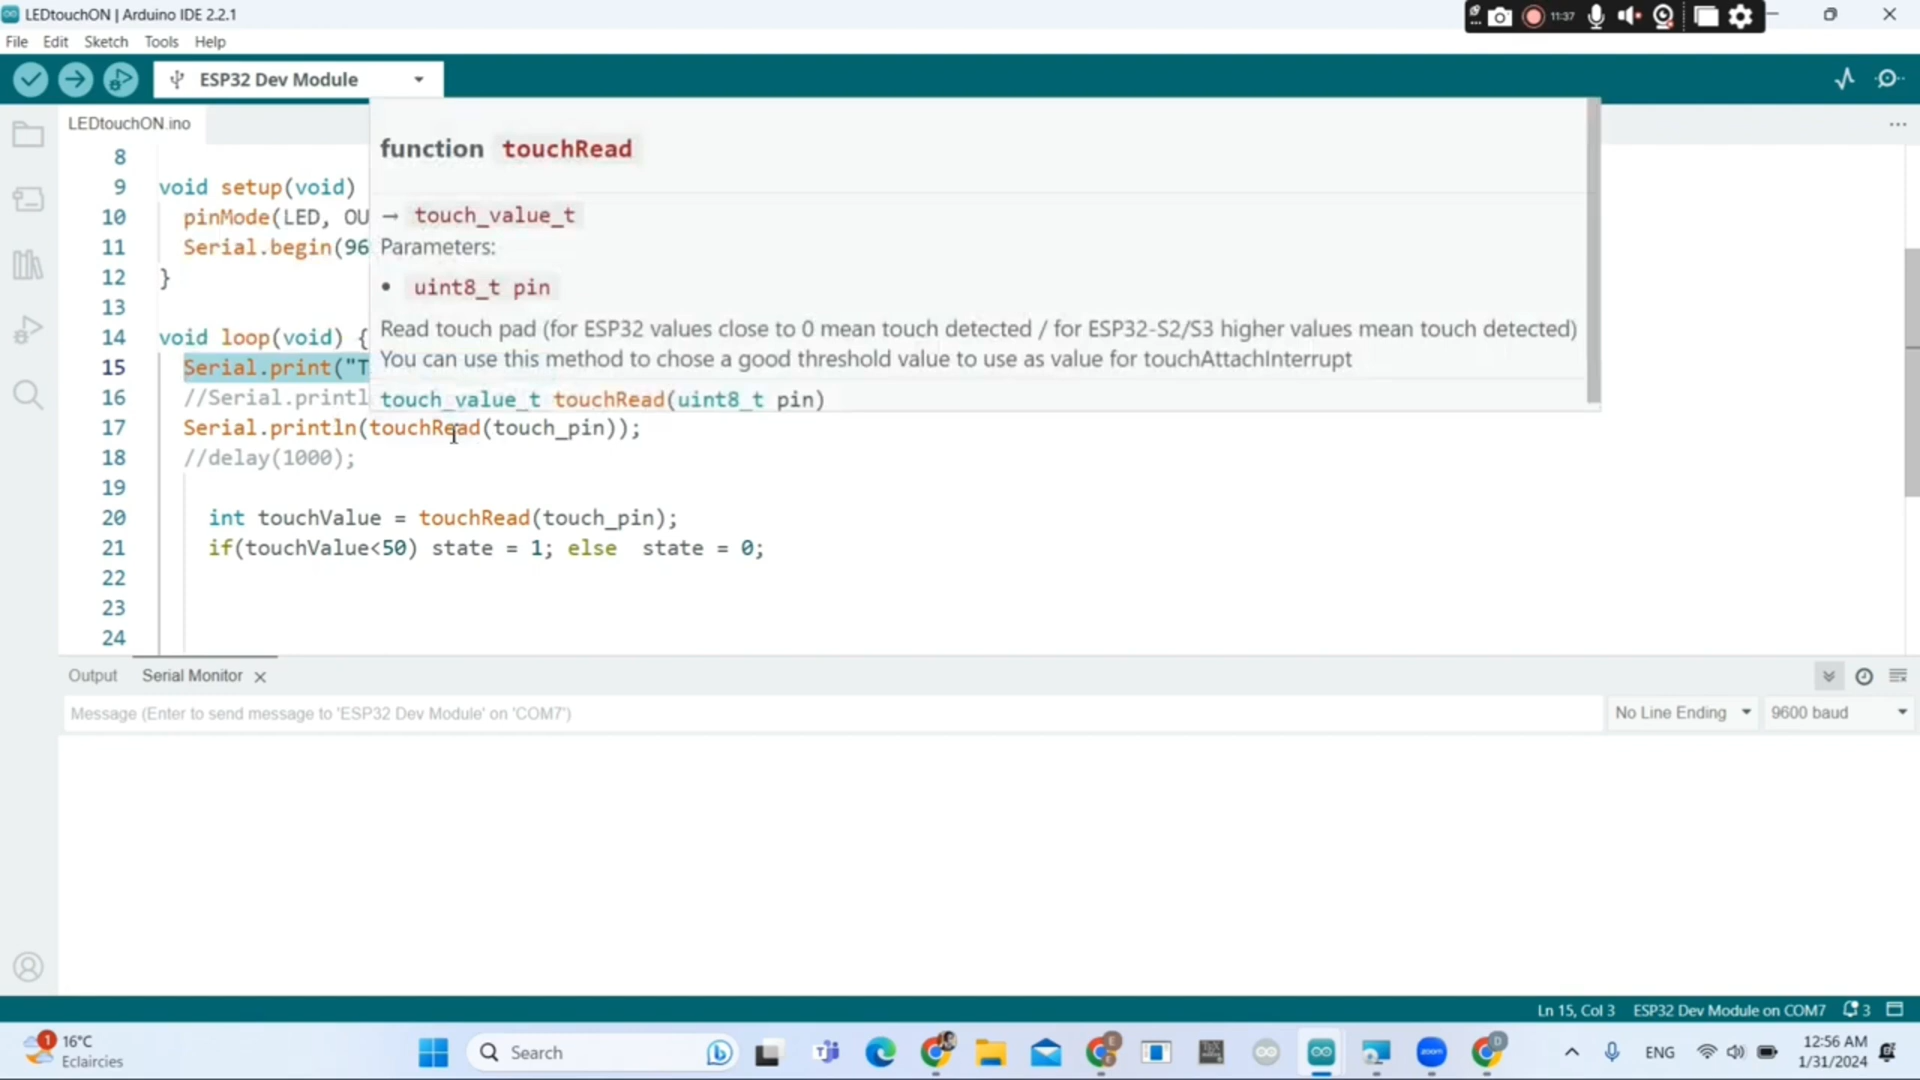 LEDtouchON | Arduino IDE 2.2.1
11:37
File Edit Sketch Tools Help
ESP32 Dev Module
LEDtouchON.ino
8
9 void setup(void)
10 pinMode(LED, OU
11 Serial.begin(96
12 }
13
14 void loop(void) {
15 Serial.print("T
16 //Serial.printl
17 Serial.println(touchRead(touch_pin));
18 //delay(1000);
19
20 int touchValue = touchRead(touch_pin);
21 if(touchValue<50) state = 1; else state = 0;
22
23
24
function touchRead
→ touch_value_t
Parameters:
• uint8_t pin
Read touch pad (for ESP32 values close to 0 mean touch detected / for ESP32-S2/S3 higher values mean touch detected)
You can use this method to chose a good threshold value to use as value for touchAttachInterrupt
touch_value_t touchRead(uint8_t pin)
Output Serial Monitor
Message (Enter to send message to 'ESP32 Dev Module' on 'COM7')
No Line Ending 9600 baud
Ln 15, Col 3 ESP32 Dev Module on COM7 3
1
16°C
Eclaircies
Search
zoom
ENG
12:56 AM
1/31/2024